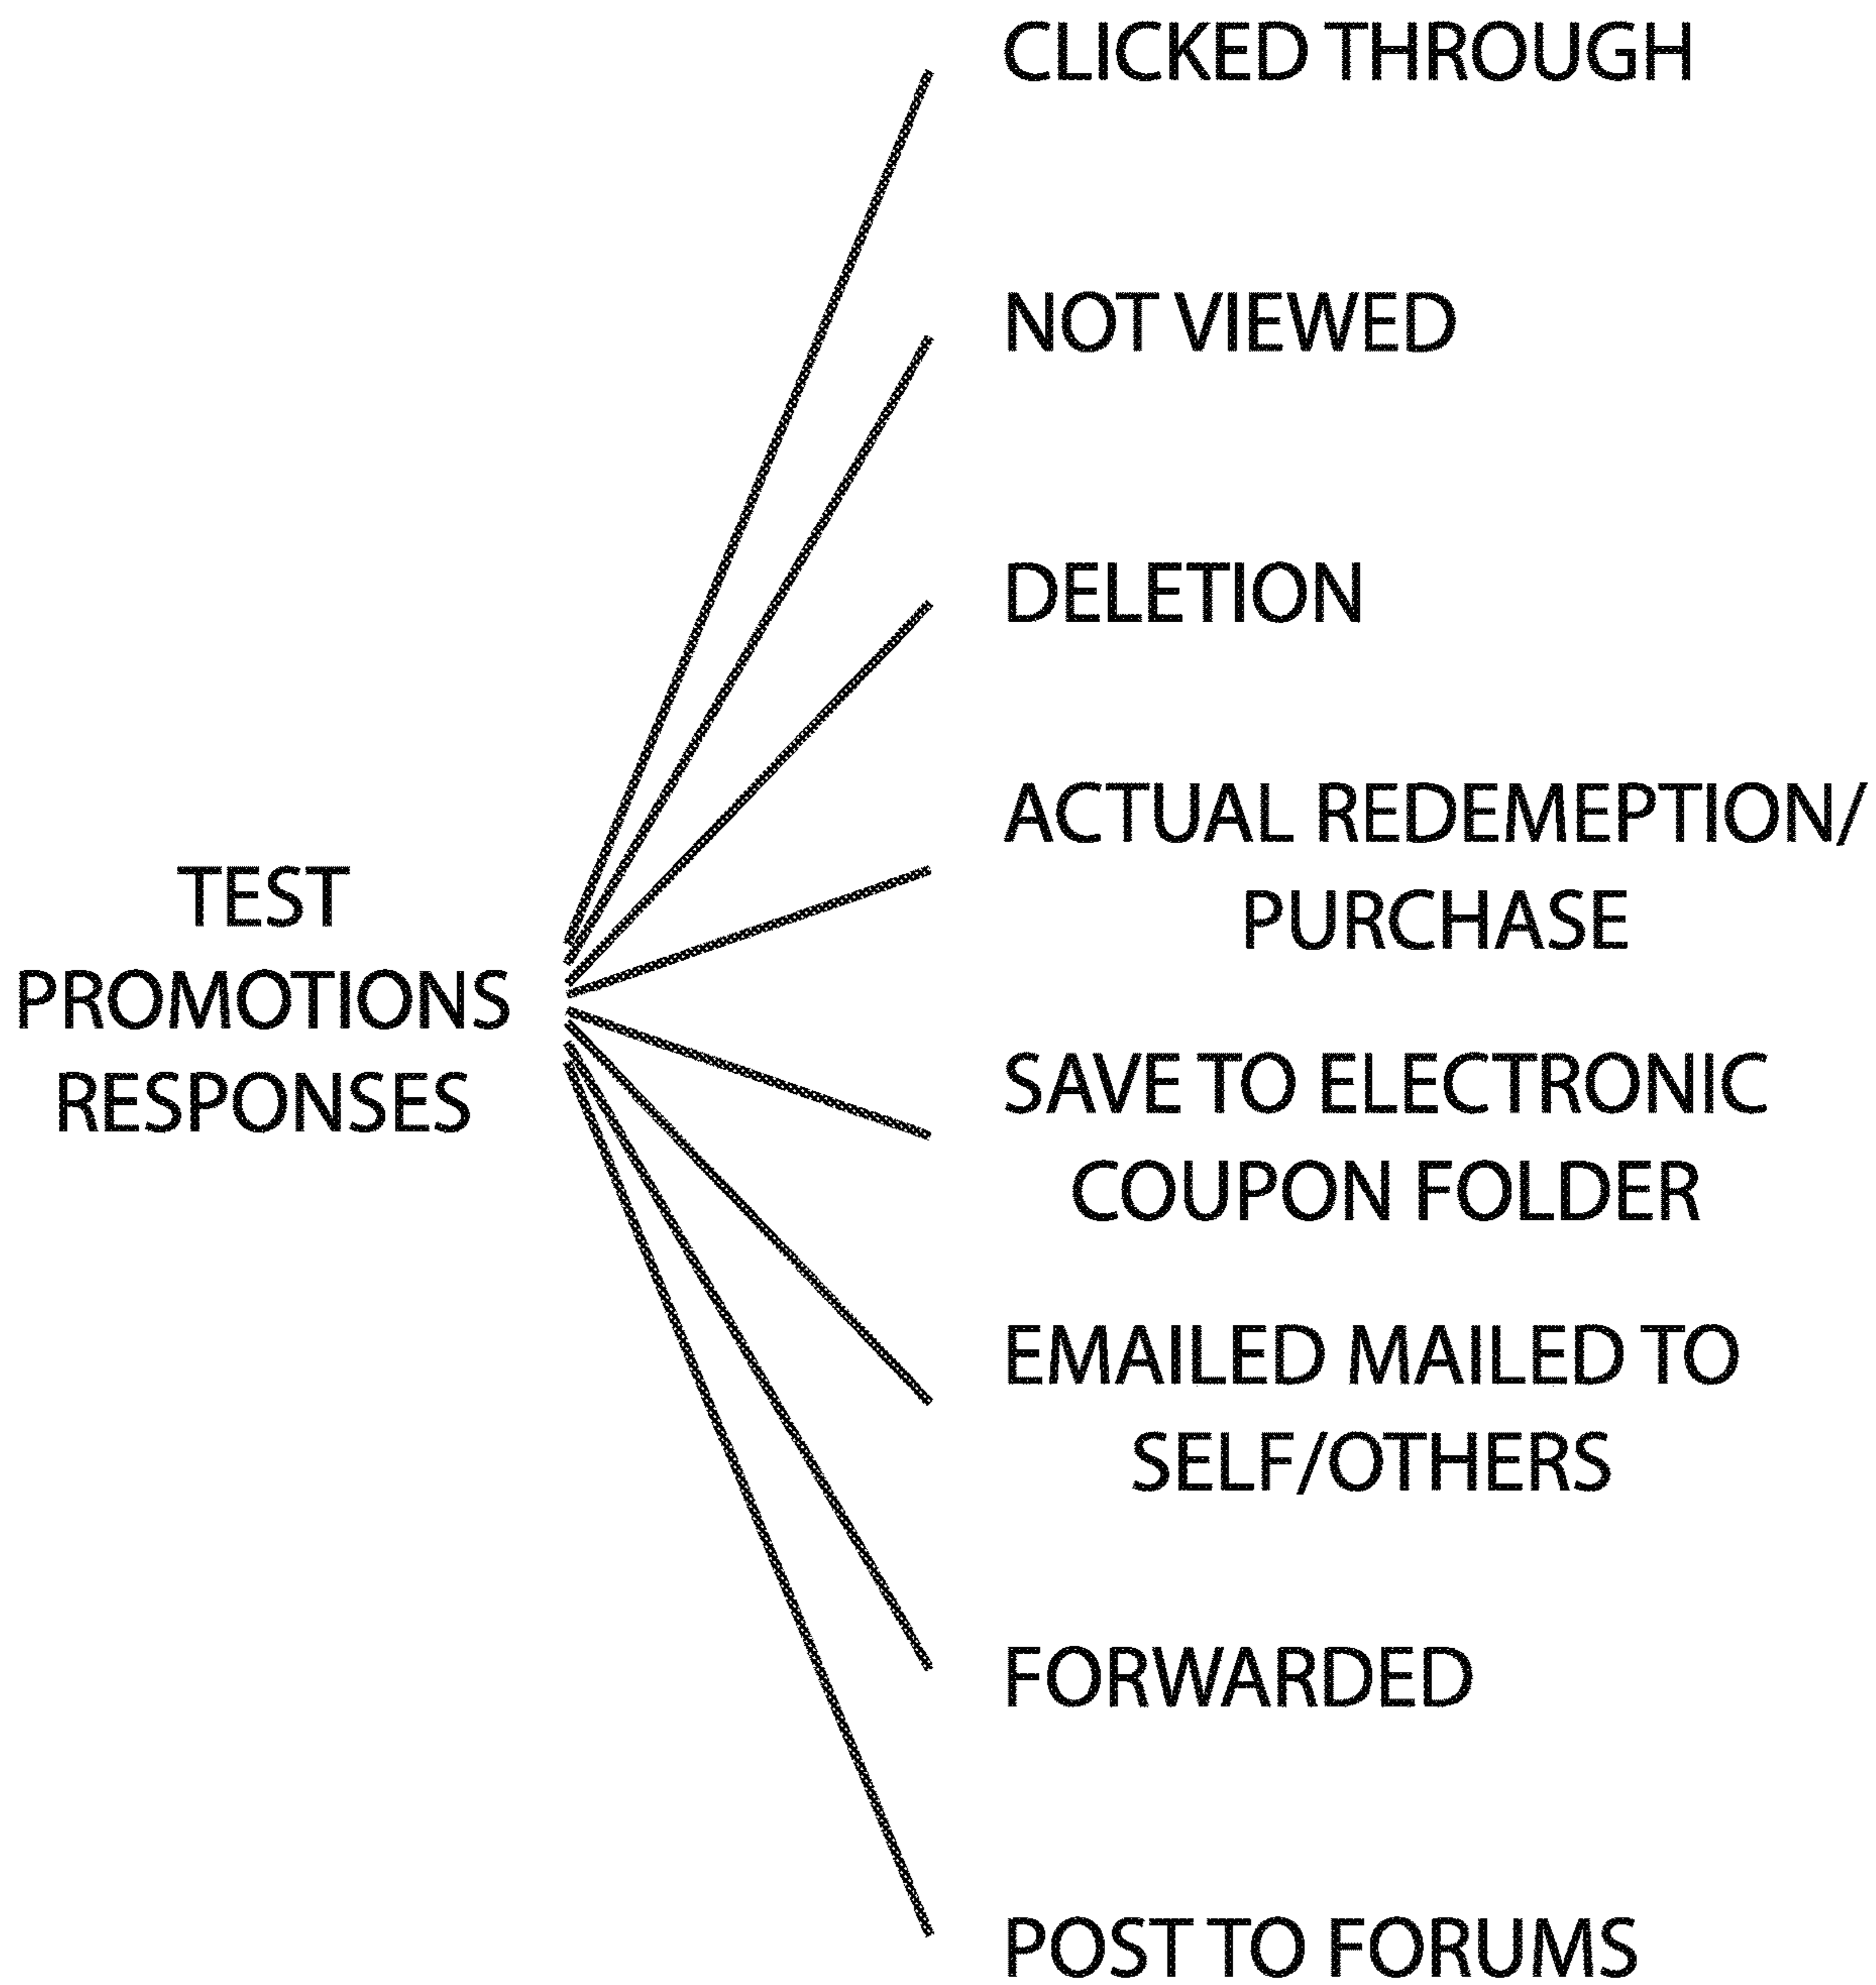 CLICKED THROUGH
NOT VIEWED
DELETION
ACTUAL REDEMEPTION/
PURCHASE
TEST
PROMOTIONS
RESPONSES
SAVE TO ELECTRONIC
COUPON FOLDER
EMAILED MAILED TO
SELF/OTHERS
FORWARDED
POST TO FORUMS